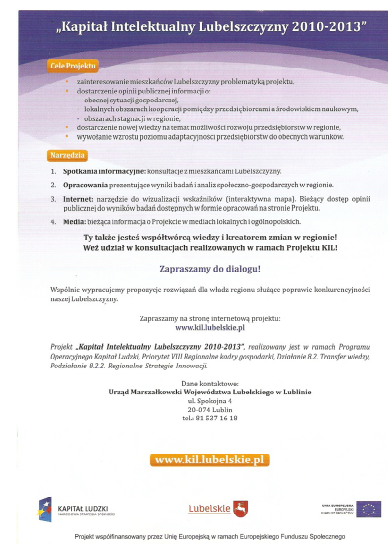 „Kapitał Intelektualny Lubelszczyzny 2010-2013”
Cele Projektu
zainteresowanie mieszkańców Lubelszczyzny problematyką projektu,
dostarczenie opinii publicznej informacji o:
obecnej sytuacji gospodarczej,
lokalnych obszarach kooperacji pomiędzy przedsiębiorcami a środowiskiem naukowym,
- obszarach stagnacji w regionie,
dostarczenie nowej wiedzy na temat możliwości rozwoju przedsiębiorstw w regionie,
wywołanie wzrostu poziomu adaptacyjności przedsiębiorstw do obecnych warunków.
Narzędzia
1. Spotkania informacyjne: konsultacje z mieszkańcami Lubelszczyzny.
2. Opracowania prezentujące wyniki badań i analiz społeczno-gospodarczych w regionie.
3. Internet: narzędzie do wizualizacji wskaźników (interaktywna mapa). Bieżący dostęp opinii
publicznej do wyników badań dostępnych w formie opracowań na stronie Projektu.
4. Media: bieżąca informacja o Projekcie w mediach lokalnych i ogólnopolskich.
Ty także jesteś współtwórcą wiedzy i kreatorem zmian w regionie!
Weź udział w konsultacjach realizowanych w ramach Projektu KIL!
Zapraszamy do dialogu!
Wspólnie wypracujemy propozycje rozwiązań dla władz regionu służące poprawie konkurencyjności
naszej Lubelszczyzny.
Zapraszamy na stronę internetową projektu:
www.kil.lubelskie.pl
Projekt „Kapitał Intelektualny Lubelszczyzny 2010-2013”, realizowany jest w ramach Programu
Operacyjnego Kapitał Ludzki, Priorytet VIII Regionalne kadry gospodarki, Działanie 8.2. Transfer wiedzy,
Poddziałanie 8.2.2. Regionalne Strategie Innowacji.
Dane kontaktowe:
Urząd Marszałkowski Województwa Lubelskiego w Lublinie
ul. Spokojna 4
20-074 Lublin
tel.: 81 537 16 18
www.kil.lubelskie.pl
KAPITAŁ LUDZKI
NARODOWA STRATEGIA SPÓJNOŚCI
Lubelskie
UNIA EUROPEJSKA
EUROPEJSKI
FUNDUSZ SPOŁECZNY
Projekt współfinansowany przez Unię Europejską w ramach Europejskiego Funduszu Społecznego